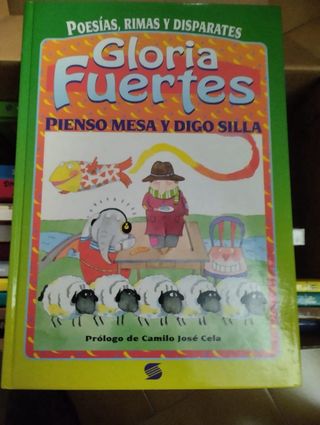 POESÍAS, RIMAS Y DISPARATES
Gloria
Fuertes
PIENSO MESA Y DIGO SILLA
Prólogo de Camilo José Cela